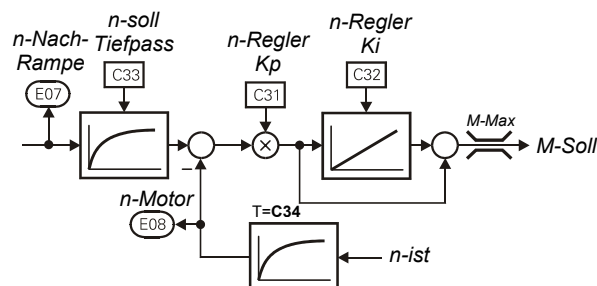 n-soll
Tiefpass
n-Nach-
Rampe
n-Regler
Kp
n-Regler
Ki
E07
C33
C31
C32
M-Max
M-Soll
×
–
n-Motor
E08
T=C34
n-ist